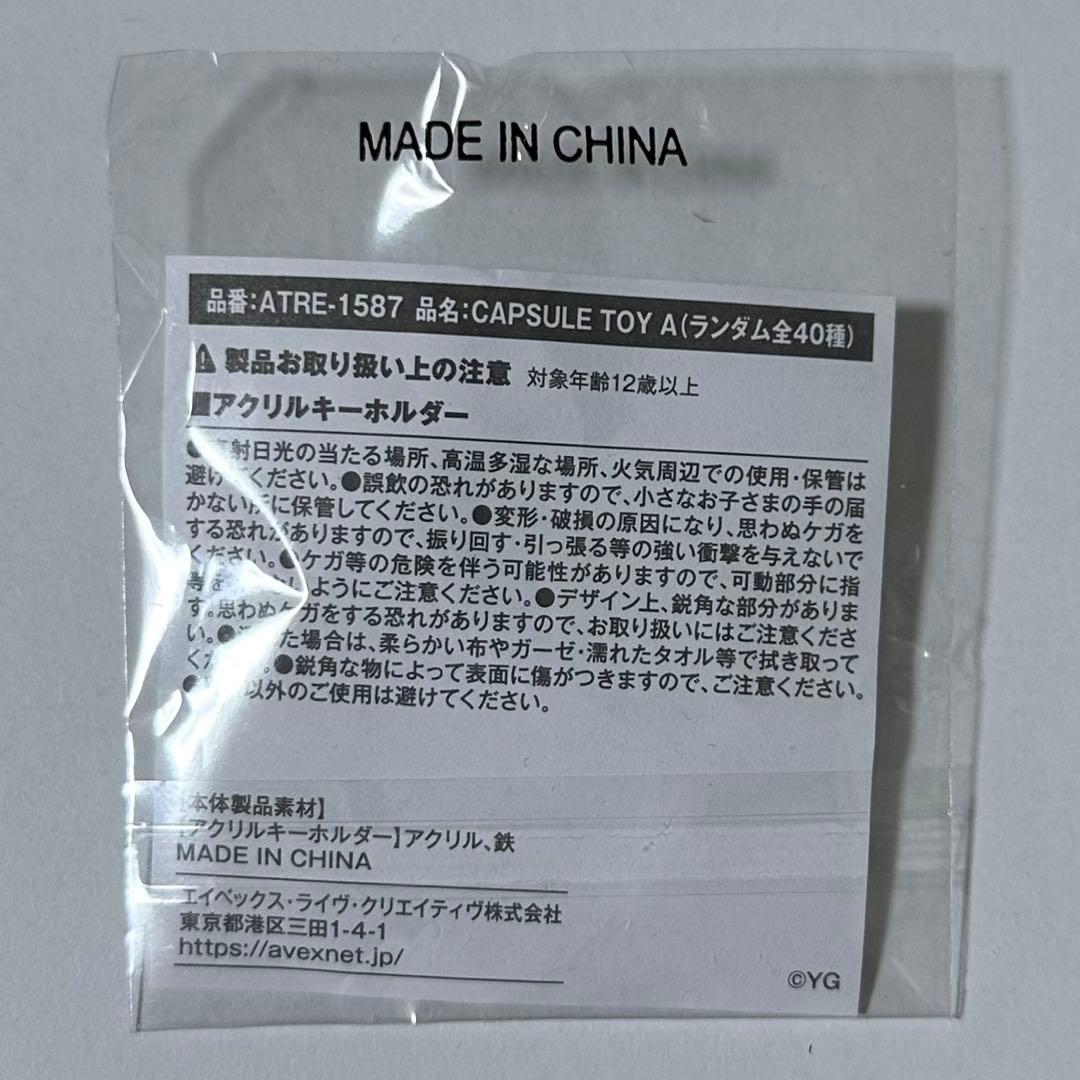 MADE IN CHINA
品番:ATRE-1587 品名:CAPSULE TOY A(ランダム全40種)
製品お取り扱い上の注意 対象年齢12歳以上
■アクリルキーホルダー
射日光の当たる場所、高温多湿な場所、火気周辺での使用・保管は
避けてください。●誤飲の恐れがありますので、小さなお子さまの手の届
かない所に保管してください。●変形・破損の原因になり、思わぬケガを
する恐れがありますので、振り回す・引っ張る等の強い衝撃を与えないで
ください。●ケガ等の危険を伴う可能性がありますので、可動部分に指
等を ようにご注意ください。●デザイン上、鋭角な部分がありま
す。思わぬケガをする恐れがありますので、お取り扱いにはご注意くださ
い。● た場合は、柔らかい布やガーゼ・濡れたタオル等で拭き取って
ください。●鋭角な物によって表面に傷がつきますので、ご注意ください。
● 以外のご使用は避けてください。
【本体製品素材】
【アクリルキーホルダー】アクリル、鉄
MADE IN CHINA
エイベックス・ライヴ・クリエイティヴ株式会社
東京都港区三田1-4-1
https://avexnet.jp/
©YG